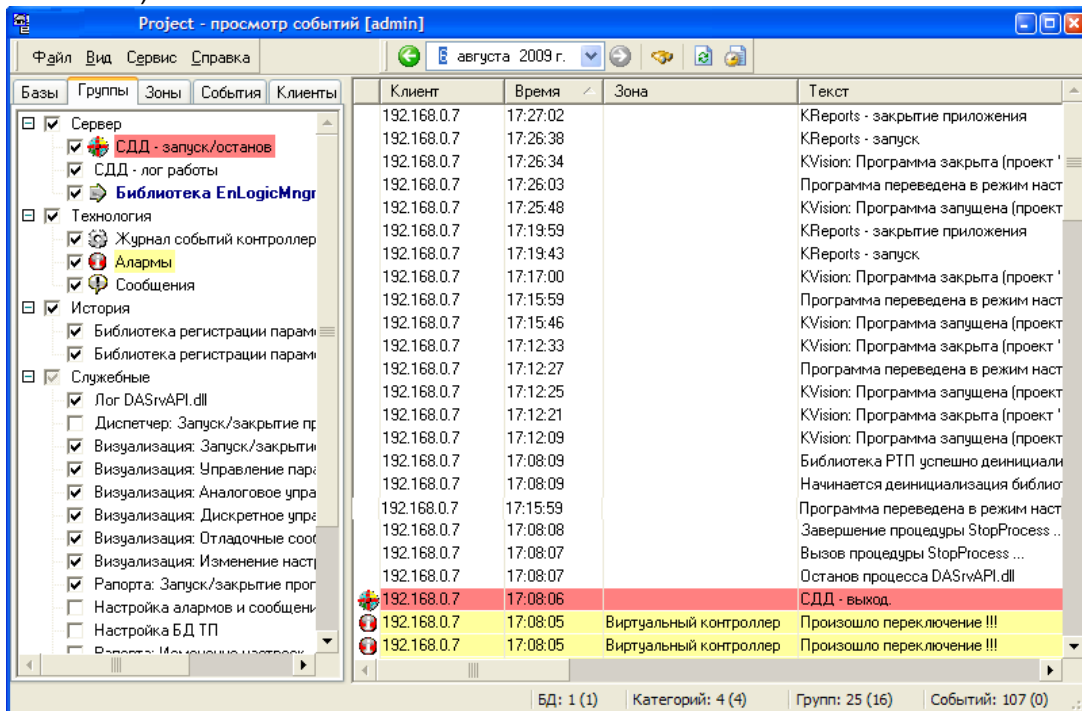 Project - просмотр событий [admin]
Файл Вид Сервис Справка 6 августа 2009 г.
Базы Группы Зоны События Клиенты
Сервер
СДД - запуск/останов
СДД - лог работы
Библиотека EnLogicMngr
Технология
Журнал событий контроллер
Алармы
Сообщения
История
Библиотека регистрации парам
Библиотека регистрации парам
Служебные
Лог DASrvAPI.dll
Диспетчер: Запуск/закрытие пр
Визуализация: Запуск/закрыти
Визуализация: Управление пара
Визуализация: Аналоговое упра
Визуализация: Дискретное упра
Визуализация: Отладочные сооб
Визуализация: Изменение настр
Рапорта: Запуск/закрытие прог
Настройка алармов и сообщени
Настройка БД ТП
Рапорта: Изменение настроек
Клиент Время Зона Текст
192.168.0.7 17:27:02 KReports - закрытие приложения
192.168.0.7 17:26:38 KReports - запуск
192.168.0.7 17:26:34 KVision: Программа закрыта (проект '
192.168.0.7 17:26:03 Программа переведена в режим наст
192.168.0.7 17:25:48 KVision: Программа запущена (проект
192.168.0.7 17:19:59 KReports - закрытие приложения
192.168.0.7 17:19:43 KReports - запуск
192.168.0.7 17:17:00 KVision: Программа закрыта (проект '
192.168.0.7 17:15:59 Программа переведена в режим наст
192.168.0.7 17:15:46 KVision: Программа запущена (проект
192.168.0.7 17:12:33 KVision: Программа закрыта (проект '
192.168.0.7 17:12:27 Программа переведена в режим наст
192.168.0.7 17:12:25 KVision: Программа запущена (проект
192.168.0.7 17:12:21 KVision: Программа закрыта (проект '
192.168.0.7 17:12:09 KVision: Программа запущена (проект
192.168.0.7 17:08:09 Библиотека РТП успешно деинициали
192.168.0.7 17:08:09 Начинается деинициализация библиот
192.168.0.7 17:15:59 Программа переведена в режим наст
192.168.0.7 17:08:08 Завершение процедуры StopProcess ...
192.168.0.7 17:08:07 Вызов процедуры StopProcess ...
192.168.0.7 17:08:07 Останов процесса DASrvAPI.dll
192.168.0.7 17:08:06 СДД - выход.
192.168.0.7 17:08:05 Виртуальный контроллер Произошло переключение !!!
192.168.0.7 17:08:05 Виртуальный контроллер Произошло переключение !!!
БД: 1 (1) Категорий: 4 (4) Групп: 25 (16) Событий: 107 (0)